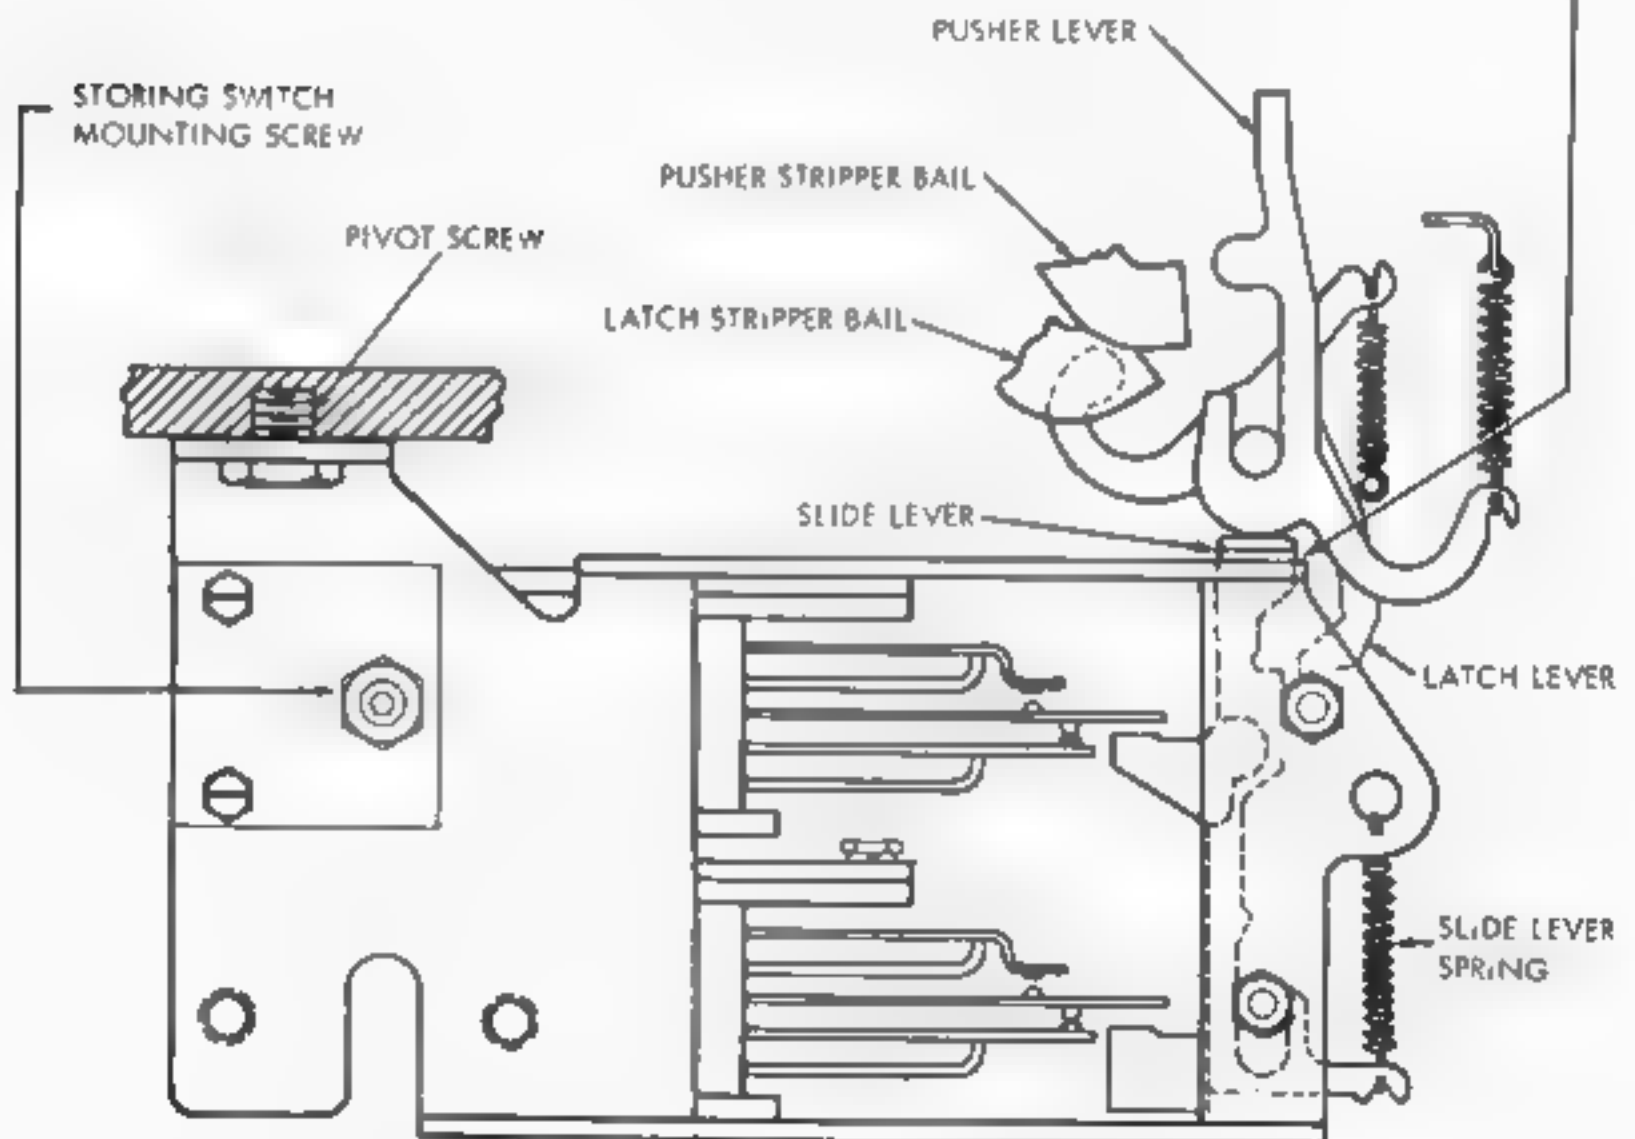 PUSHER LEVER
STORING SWITCH
MOUNTING SCREW
PUSHER STRIPPER BAIL
PIVOT SCREW
LATCH STRIPPER BAIL
SLIDE LEVER
LATCH LEVER
SLIDE LEVER
SPRING